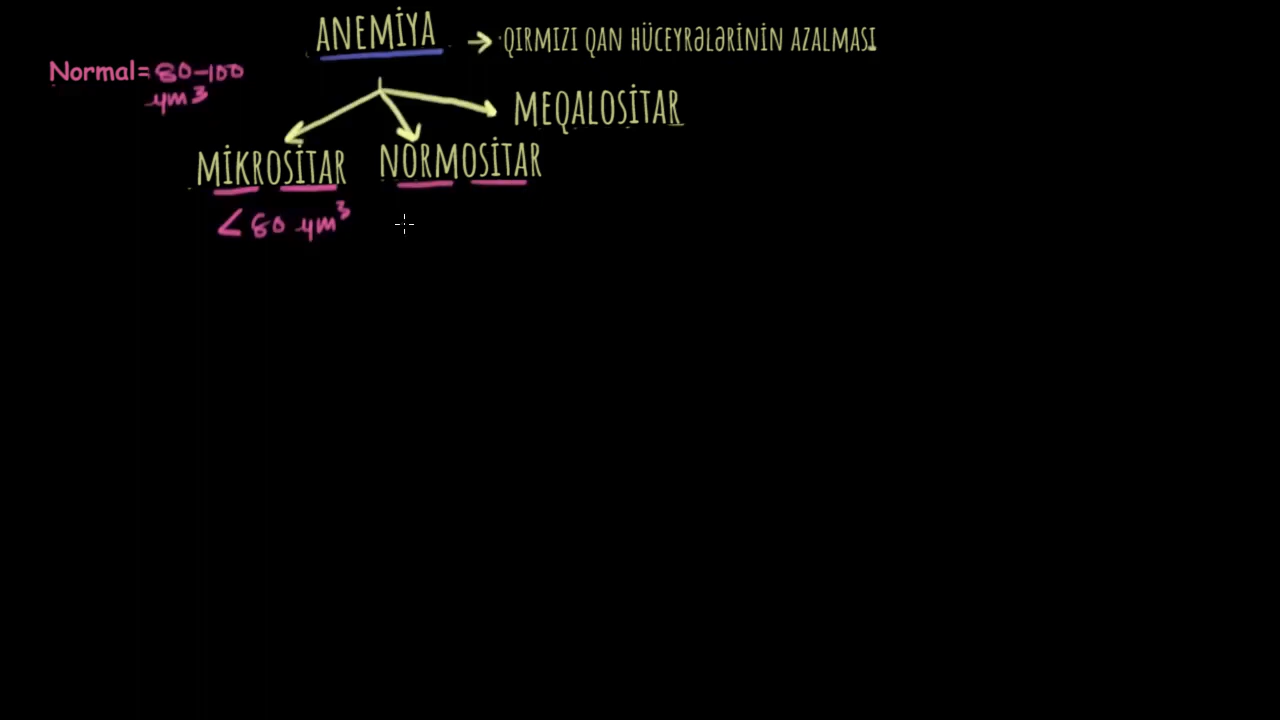 ANEMİYA → QIRMIZI QAN HÜCEYRƏLƏRİNİN AZALMASI
Normal= 80-100
µm³
MEQALOSİTAR
MİKROSİTAR NORMOSİTAR
< 80 µm³